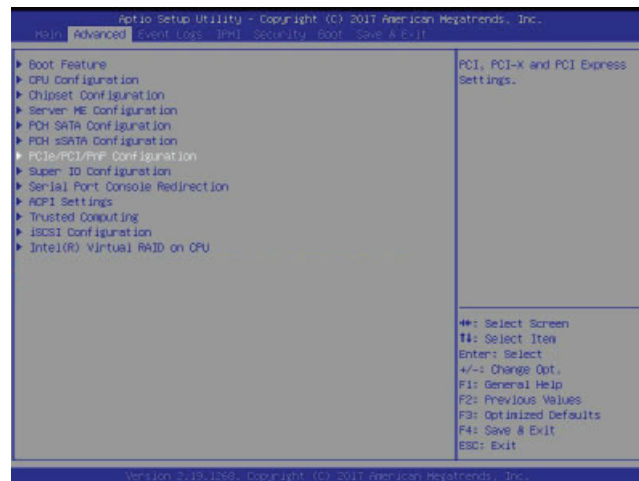 Aptio Setup Utility - Copyright (C) 2017 American Megatrends, Inc.
Main Advanced Event Logs IPMI Security Boot Save & Exit
▶ Boot Feature
▶ CPU Configuration
▶ Chipset Configuration
▶ Server ME Configuration
▶ PCH SATA Configuration
▶ PCH sSATA Configuration
▶ PCIe/PCI/PnP Configuration
▶ Super IO Configuration
▶ Serial Port Console Redirection
▶ ACPI Settings
▶ Trusted Computing
▶ iSCSI Configuration
▶ Intel(R) Virtual RAID on CPU
PCI, PCI-X and PCI Express
Settings.
↔: Select Screen
↑↓: Select Item
Enter: Select
+/-: Change Opt.
F1: General Help
F2: Previous Values
F3: Optimized Defaults
F4: Save & Exit
ESC: Exit
Version 2.19.1268. Copyright (C) 2017 American Megatrends, Inc.